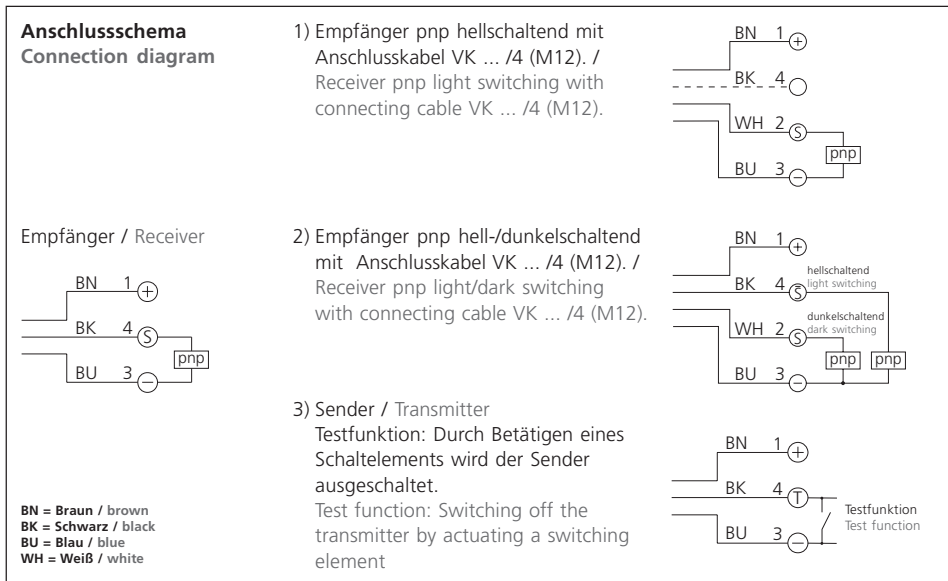 Anschlussschema
Connection diagram
1) Empfänger pnp hellschaltend mit
Anschlusskabel VK ... /4 (M12). /
Receiver pnp light switching with
connecting cable VK ... /4 (M12).
BN 1 +
BK 4
WH 2 S
pnp
BU 3 −
Empfänger / Receiver
BN 1 +
BK 4 S
pnp
BU 3 −
2) Empfänger pnp hell-/dunkelschaltend
mit Anschlusskabel VK ... /4 (M12). /
Receiver pnp light/dark switching
with connecting cable VK ... /4 (M12).
BN 1 +
hellschaltend
BK 4 S light switching
dunkelschaltend
WH 2 S dark switching
pnp pnp
BU 3 −
3) Sender / Transmitter
Testfunktion: Durch Betätigen eines
Schaltelements wird der Sender
ausgeschaltet.
Test function: Switching off the
transmitter by actuating a switching
element
BN 1 +
BK 4 T
Testfunktion
Test function
BU 3 −
BN = Braun / brown
BK = Schwarz / black
BU = Blau / blue
WH = Weiß / white